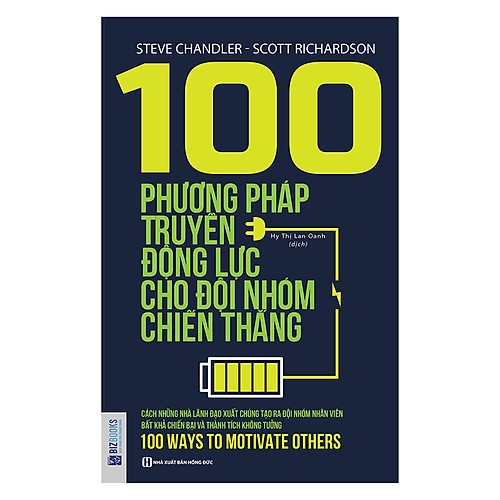 STEVE CHANDLER - SCOTT RICHARDSON
100
PHƯƠNG PHÁP
TRUYỀN
ĐỘNG LỰC
CHO ĐỘI NHÓM
CHIẾN THẮNG
Hy Thị Lan Oanh
(dịch)
CÁCH NHỮNG NHÀ LÃNH ĐẠO XUẤT CHÚNG TẠO RA ĐỘI NHÓM NHÂN VIÊN
BẤT KHẢ CHIẾN BẠI VÀ THÀNH TÍCH KHÔNG TƯỞNG
100 WAYS TO MOTIVATE OTHERS
BIZBOOKS
NHÀ XUẤT BẢN HỒNG ĐỨC